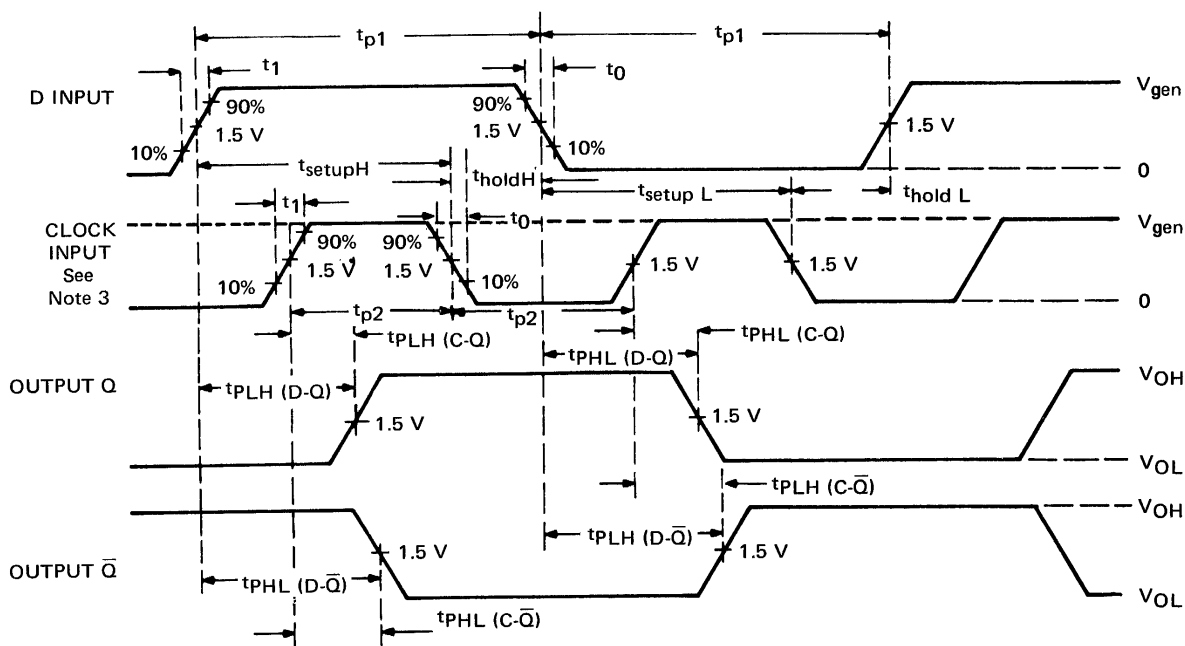 tp1 tp1
t1 t0
D INPUT 90% 90% Vgen
1.5 V 1.5 V 1.5 V
10% 10%
tsetupH tholdH 0
tsetup L thold L
t1 t0
CLOCK INPUT See Note 3 Vgen
90% 90%
1.5 V 1.5 V 1.5 V 1.5 V
10% 10%
0
tp2 tp2
tPLH (C-Q) tPHL (D-Q) tPHL (C-Q)
OUTPUT Q tPLH (D-Q) VOH
1.5 V 1.5 V
VOL
tPLH (C-Q̅)
VOH
tPLH (D-Q̅)
OUTPUT Q̅ 1.5 V 1.5 V
tPHL (D-Q̅)
VOL
tPHL (C-Q̅)